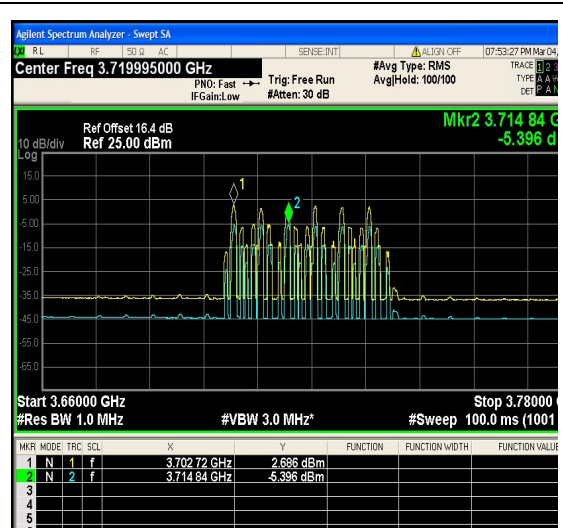 Agilent Spectrum Analyzer - Swept SA
LXI RL RF 50 Ω AC SENSE:INT ALIGN OFF 07:53:27 PM Mar 04,
Center Freq 3.719995000 GHz #Avg Type: RMS TRACE 1 2 3
PNO: Fast Trig: Free Run Avg|Hold: 100/100 TYPE A A W
IFGain:Low #Atten: 30 dB DET P A N
Mkr2 3.714 84 G
Ref Offset 16.4 dB
10 dB/div Ref 25.00 dBm -5.396 d
Log
15.0
5.00
-5.00
-15.0
-25.0
-35.0
-45.0
-55.0
-65.0
1
2
Start 3.66000 GHz Stop 3.78000
#Res BW 1.0 MHz #VBW 3.0 MHz* #Sweep 100.0 ms (1001
MKR MODE TRC SCL X Y FUNCTION FUNCTION WIDTH FUNCTION VALUE
1 N 1 f 3.702 72 GHz 2.686 dBm
2 N 2 f 3.714 84 GHz -5.396 dBm
3
4
5